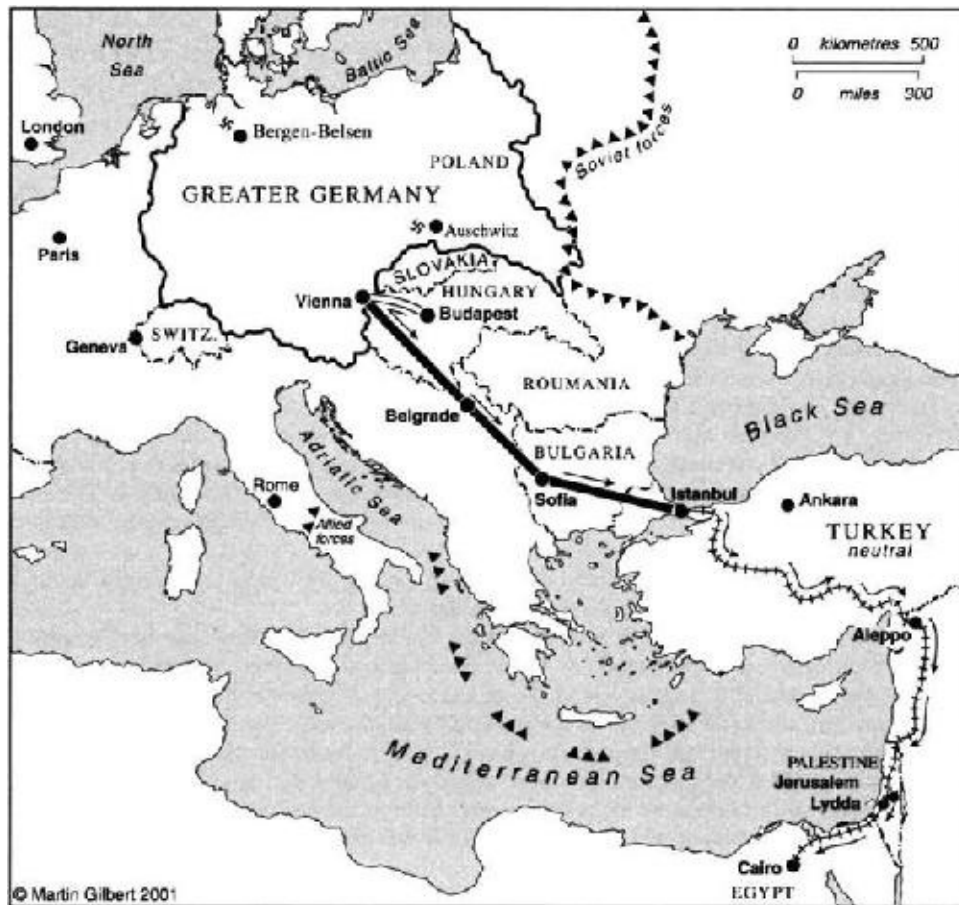 North
Sea
Baltic Sea
0 kilometres 500
0 miles 300
London
Bergen-Belsen
Soviet forces
POLAND
GREATER GERMANY
Paris
Auschwitz
SLOVAKIA
HUNGARY
Vienna
Budapest
SWITZ.
Geneva
ROUMANIA
Belgrade
Black Sea
Adriatic Sea
BULGARIA
Rome
Sofia
Istanbul
Ankara
Allied
forces
TURKEY
neutral
Aleppo
Mediterranean Sea
PALESTINE
Jerusalem
Lydda
Cairo
EGYPT
© Martin Gilbert 2001